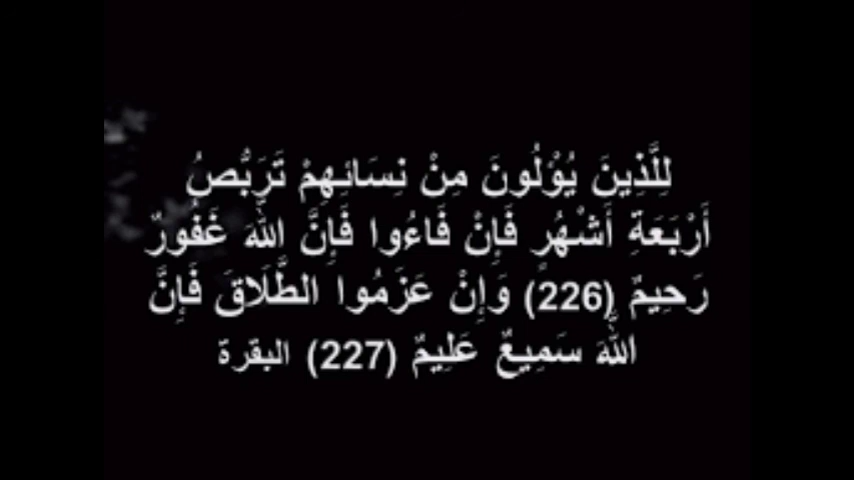 لِلَّذِينَ يُؤْلُونَ مِنْ نِسَائِهِمْ تَرَبُّصُ
أَرْبَعَةِ أَشْهُرٍ فَإِنْ فَاءُوا فَإِنَّ اللَّهَ غَفُورٌ
رَحِيمٌ (226) وَإِنْ عَزَمُوا الطَّلَاقَ فَإِنَّ
اللَّهَ سَمِيعٌ عَلِيمٌ (227) البقرة